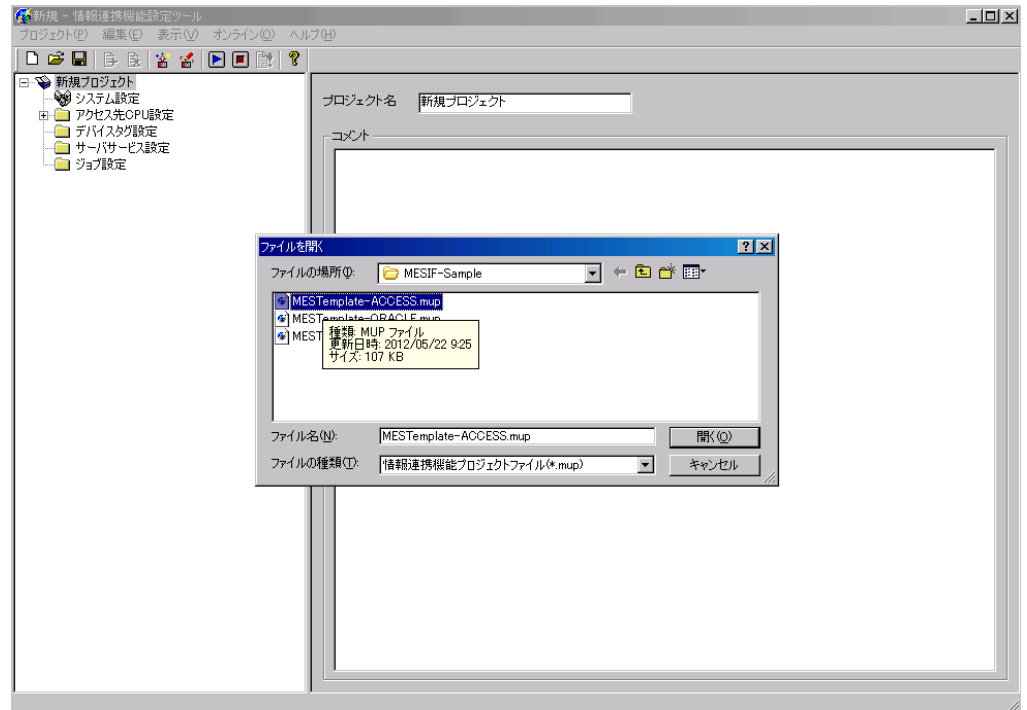 新規 - 情報連携機能設定ツール
プロジェクト(P) 編集(E) 表示(V) オンライン(O) ヘルプ(H)
新規プロジェクト
システム設定
アクセス先CPU設定
デバイスタグ設定
サーバサービス設定
ジョブ設定
プロジェクト名 新規プロジェクト
コメント
ファイルを開く
ファイルの場所(I): MESIF-Sample
MESTemplate-ACCESS.mup
MESTemplate-ORACLE.mup
MEST
種類: MUP ファイル
更新日時: 2012/05/22 9:25
サイズ: 107 KB
ファイル名(N): MESTemplate-ACCESS.mup 開く(O)
ファイルの種類(T): 情報連携機能プロジェクトファイル(*.mup) キャンセル